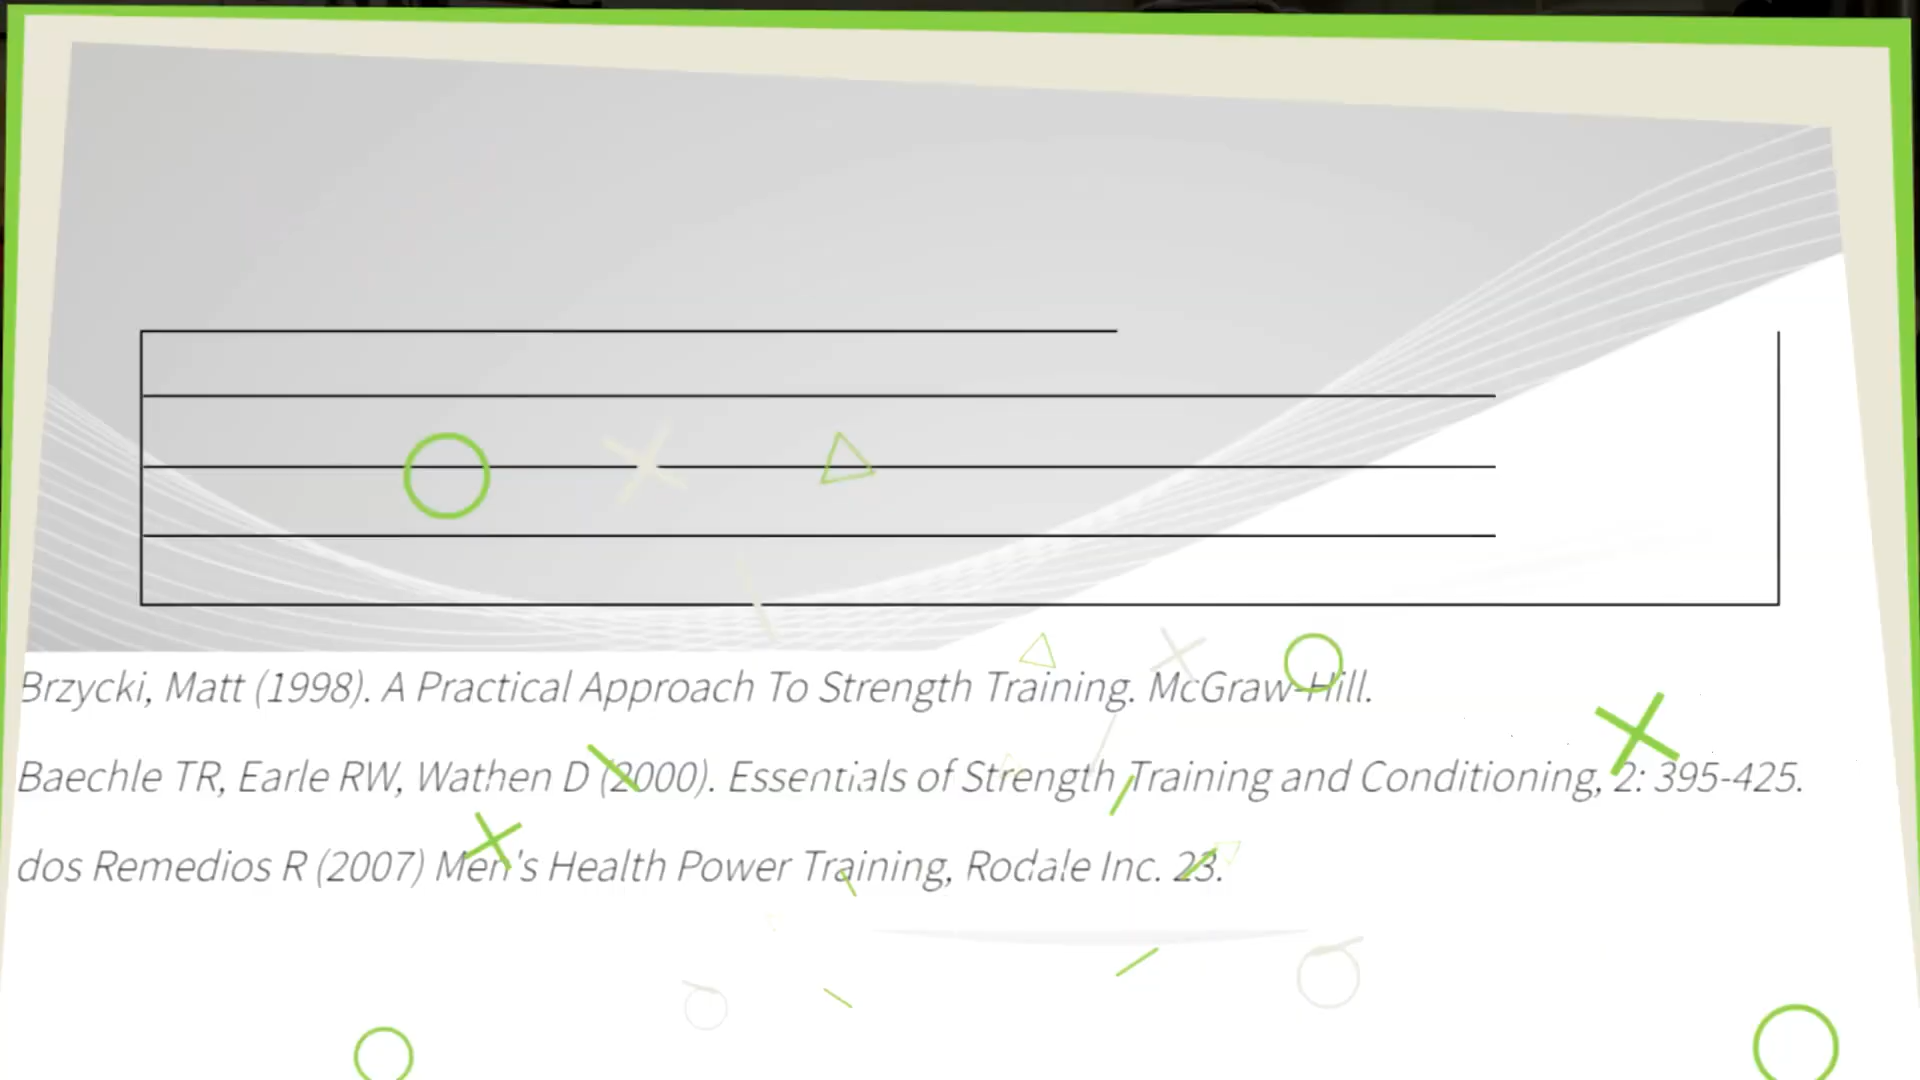 Brzycki, Matt (1998). A Practical Approach To Strength Training. McGraw-Hill.
Baechle TR, Earle RW, Wathen D (2000). Essentials of Strength Training and Conditioning, 2: 395-425.
dos Remedios R (2007) Men's Health Power Training, Rodale Inc. 23.